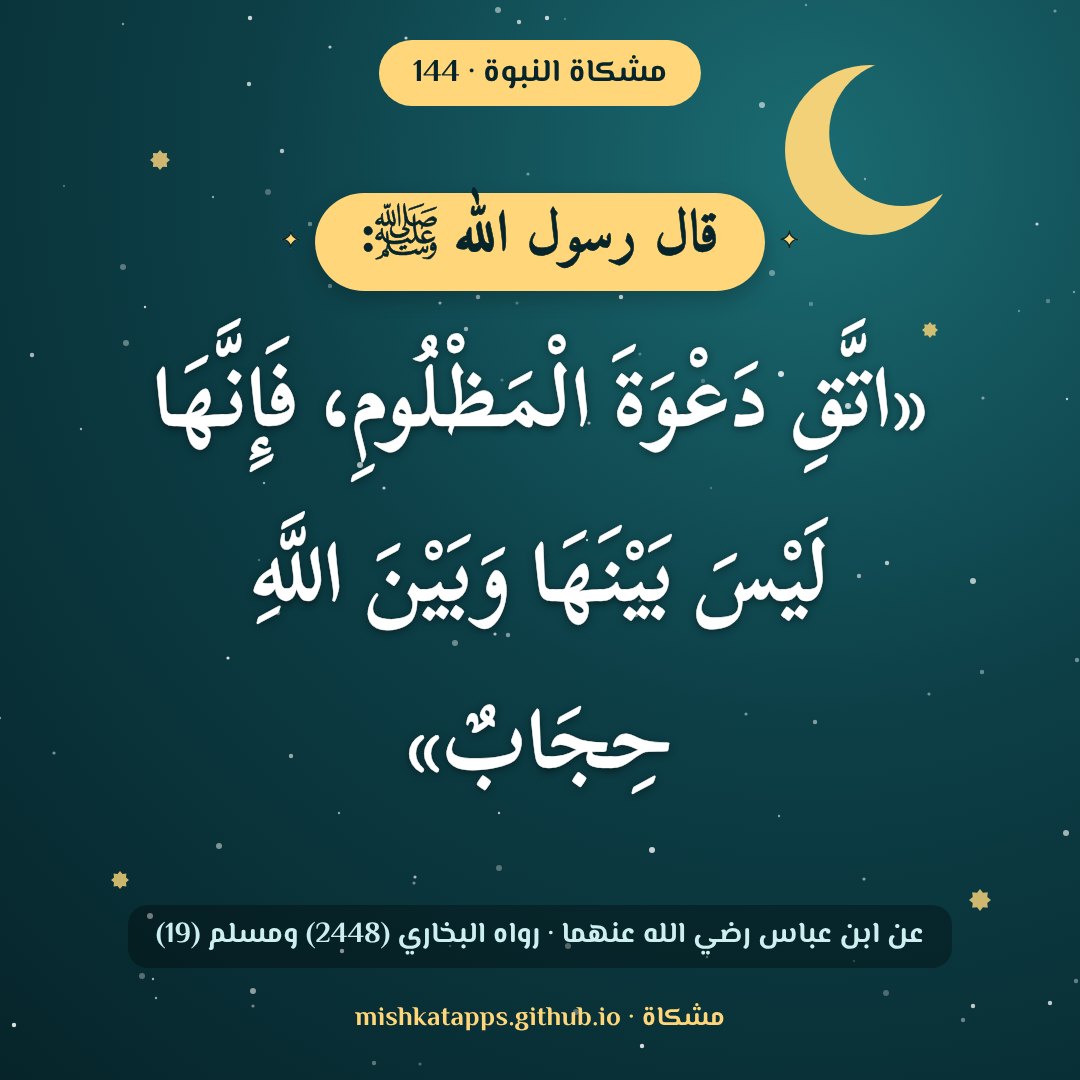 مشكاة النبوة · 144
قال رسول الله ﷺ:
«اتَّقِ دَعْوَةَ الْمَظْلُومِ، فَإِنَّهَا
لَيْسَ بَيْنَهَا وَبَيْنَ اللَّهِ
حِجَابٌ»
عن ابن عباس رضي الله عنهما · رواه البخاري (2448) ومسلم (19)
مشكاة · mishkatapps.github.io